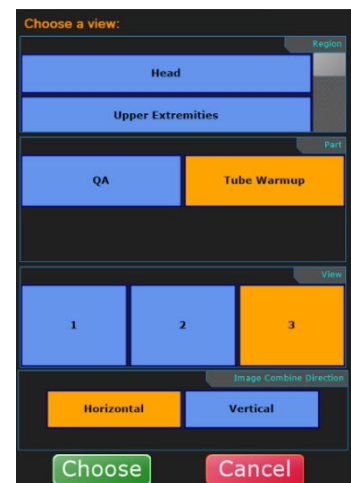 Choose a view:
Region
Head
Upper Extremities
Part
QA
Tube Warmup
View
1
2
3
Image Combine Direction
Horizontal
Vertical
Choose
Cancel